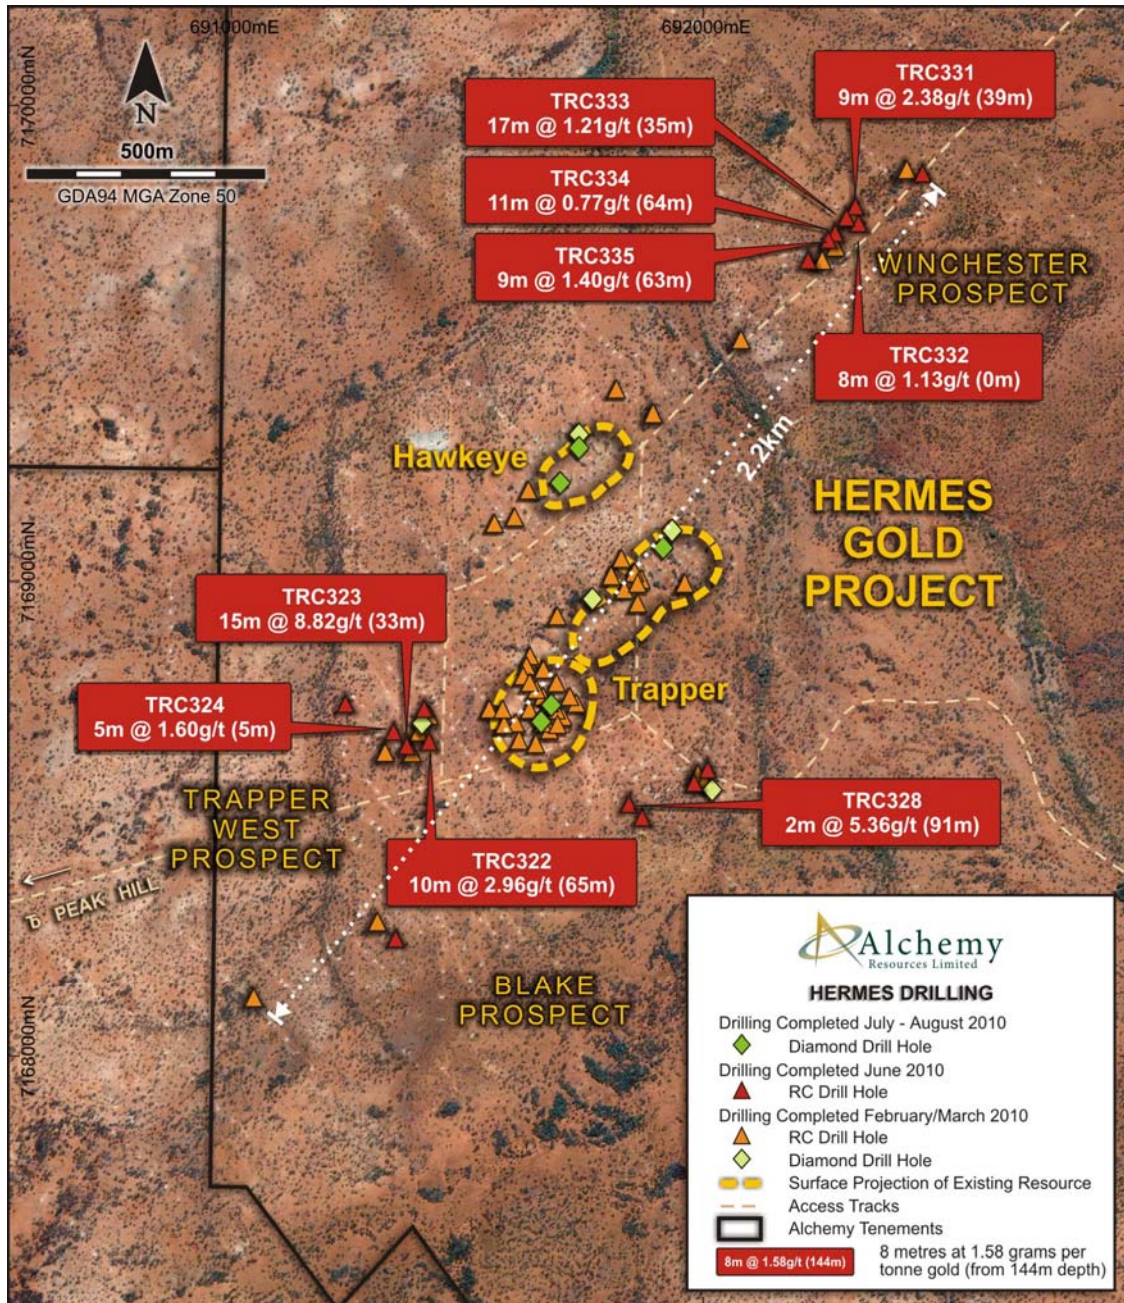 691000mE
692000mE
7170000mN
7169000mN
7168000mN
N
500m
GDA94 MGA Zone 50
TRC331
9m @ 2.38g/t (39m)
TRC333
17m @ 1.21g/t (35m)
TRC334
11m @ 0.77g/t (64m)
TRC335
9m @ 1.40g/t (63m)
WINCHESTER
PROSPECT
TRC332
8m @ 1.13g/t (0m)
2.2km
Hawkeye
HERMES
GOLD
PROJECT
TRC323
15m @ 8.82g/t (33m)
TRC324
5m @ 1.60g/t (5m)
Trapper
TRAPPER
WEST
PROSPECT
TRC328
2m @ 5.36g/t (91m)
TRC322
10m @ 2.96g/t (65m)
To PEAK HILL
BLAKE
PROSPECT
Alchemy
Resources Limited
HERMES DRILLING
Drilling Completed July - August 2010
Diamond Drill Hole
Drilling Completed June 2010
RC Drill Hole
Drilling Completed February/March 2010
RC Drill Hole
Diamond Drill Hole
Surface Projection of Existing Resource
Access Tracks
Alchemy Tenements
8m @ 1.58g/t (144m)
8 metres at 1.58 grams per
tonne gold (from 144m depth)